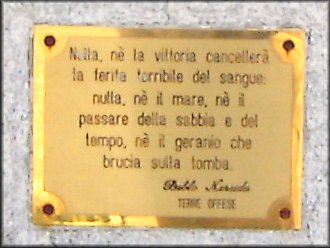 Nulla, nè la vittoria cancellerà
la ferita terribile del sangue:
nulla, nè il mare, nè il
passare della sabbia e del
tempo, nè il geranio che
brucia sulla tomba.
Pablo Neruda
TERRE OFFESE